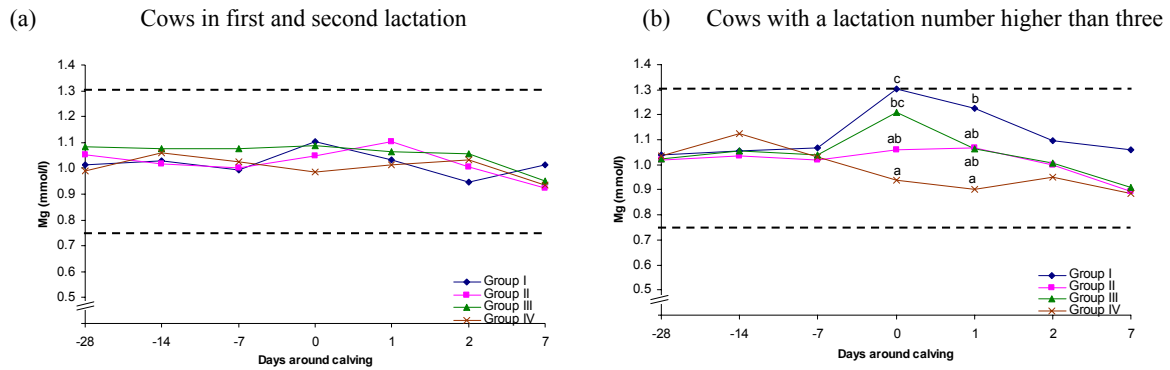 (a) Cows in first and second lactation
1.4
1.3
1.2
1.1
1.0
0.9
0.8
0.7
0.6
0.5
Mg (mmol/l)
Group I
Group II
Group III
Group IV
-28 -14 -7 0 1 2 7
Days around calving
(b) Cows with a lactation number higher than three
1.4
1.3
1.2
1.1
1.0
0.9
0.8
0.7
0.6
0.5
Mg (mmol/l)
c
b
bc
ab
ab
ab
a
a
Group I
Group II
Group III
Group IV
-28 -14 -7 0 1 2 7
Days around calving